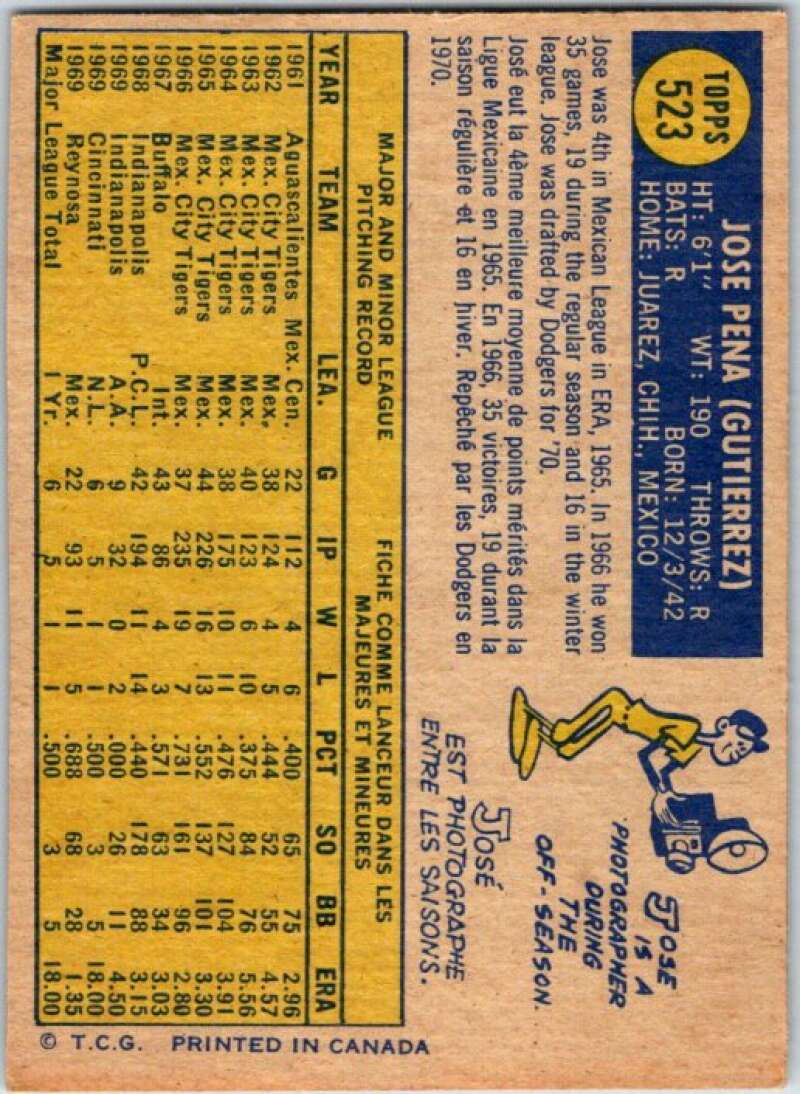 TOPPS
523
JOSE PENA (GUTIERREZ)
HT: 6'1" WT: 190 THROWS: R
BATS: R BORN: 12/3/42
HOME: JUAREZ, CHIH., MEXICO
Jose was 4th in Mexican League in ERA, 1965. In 1966 he won
35 games, 19 during the regular season and 16 in the winter
league. Jose was drafted by Dodgers for '70.
José eut la 4ème meilleure moyenne de points mérités dans la
Ligue Mexicaine en 1965. En 1966, 35 victoires, 19 durant la
saison régulière et 16 en hiver. Repêché par les Dodgers en
1970.
JOSE
IS A
PHOTOGRAPHER
DURING
THE
OFF-SEASON.
JOSÉ
EST PHOTOGRAPHE
ENTRE LES SAISONS.
MAJOR AND MINOR LEAGUE FICHE COMME LANCEUR DANS LES
PITCHING RECORD MAJEURES ET MINEURES
YEAR TEAM LEA. G IP W L PCT SO BB ERA
1961 Aguascalientes Mex. Cen. 22 112 4 6 .400 65 75 2.96
1962 Mex. City Tigers Mex. 38 124 4 5 .444 52 55 4.57
1963 Mex. City Tigers Mex. 40 123 6 10 .375 84 76 5.56
1964 Mex. City Tigers Mex. 38 175 10 11 .476 127 104 3.91
1965 Mex. City Tigers Mex. 44 226 16 13 .552 137 101 3.30
1966 Mex. City Tigers Mex. 37 235 19 7 .731 161 96 2.80
1967 Buffalo Int. 43 86 4 3 .571 63 34 3.03
1968 Indianapolis P.C.L. 42 194 11 14 .440 178 88 3.15
1969 Indianapolis A.A. 9 32 0 2 .000 26 11 4.50
1969 Cincinnati N.L. 6 5 1 1 .500 3 5 18.00
1969 Reynosa Mex. 22 93 11 5 .688 68 28 1.35
Major League Total 1 Yr. 6 5 1 1 .500 3 5 18.00
© T.C.G. PRINTED IN CANADA